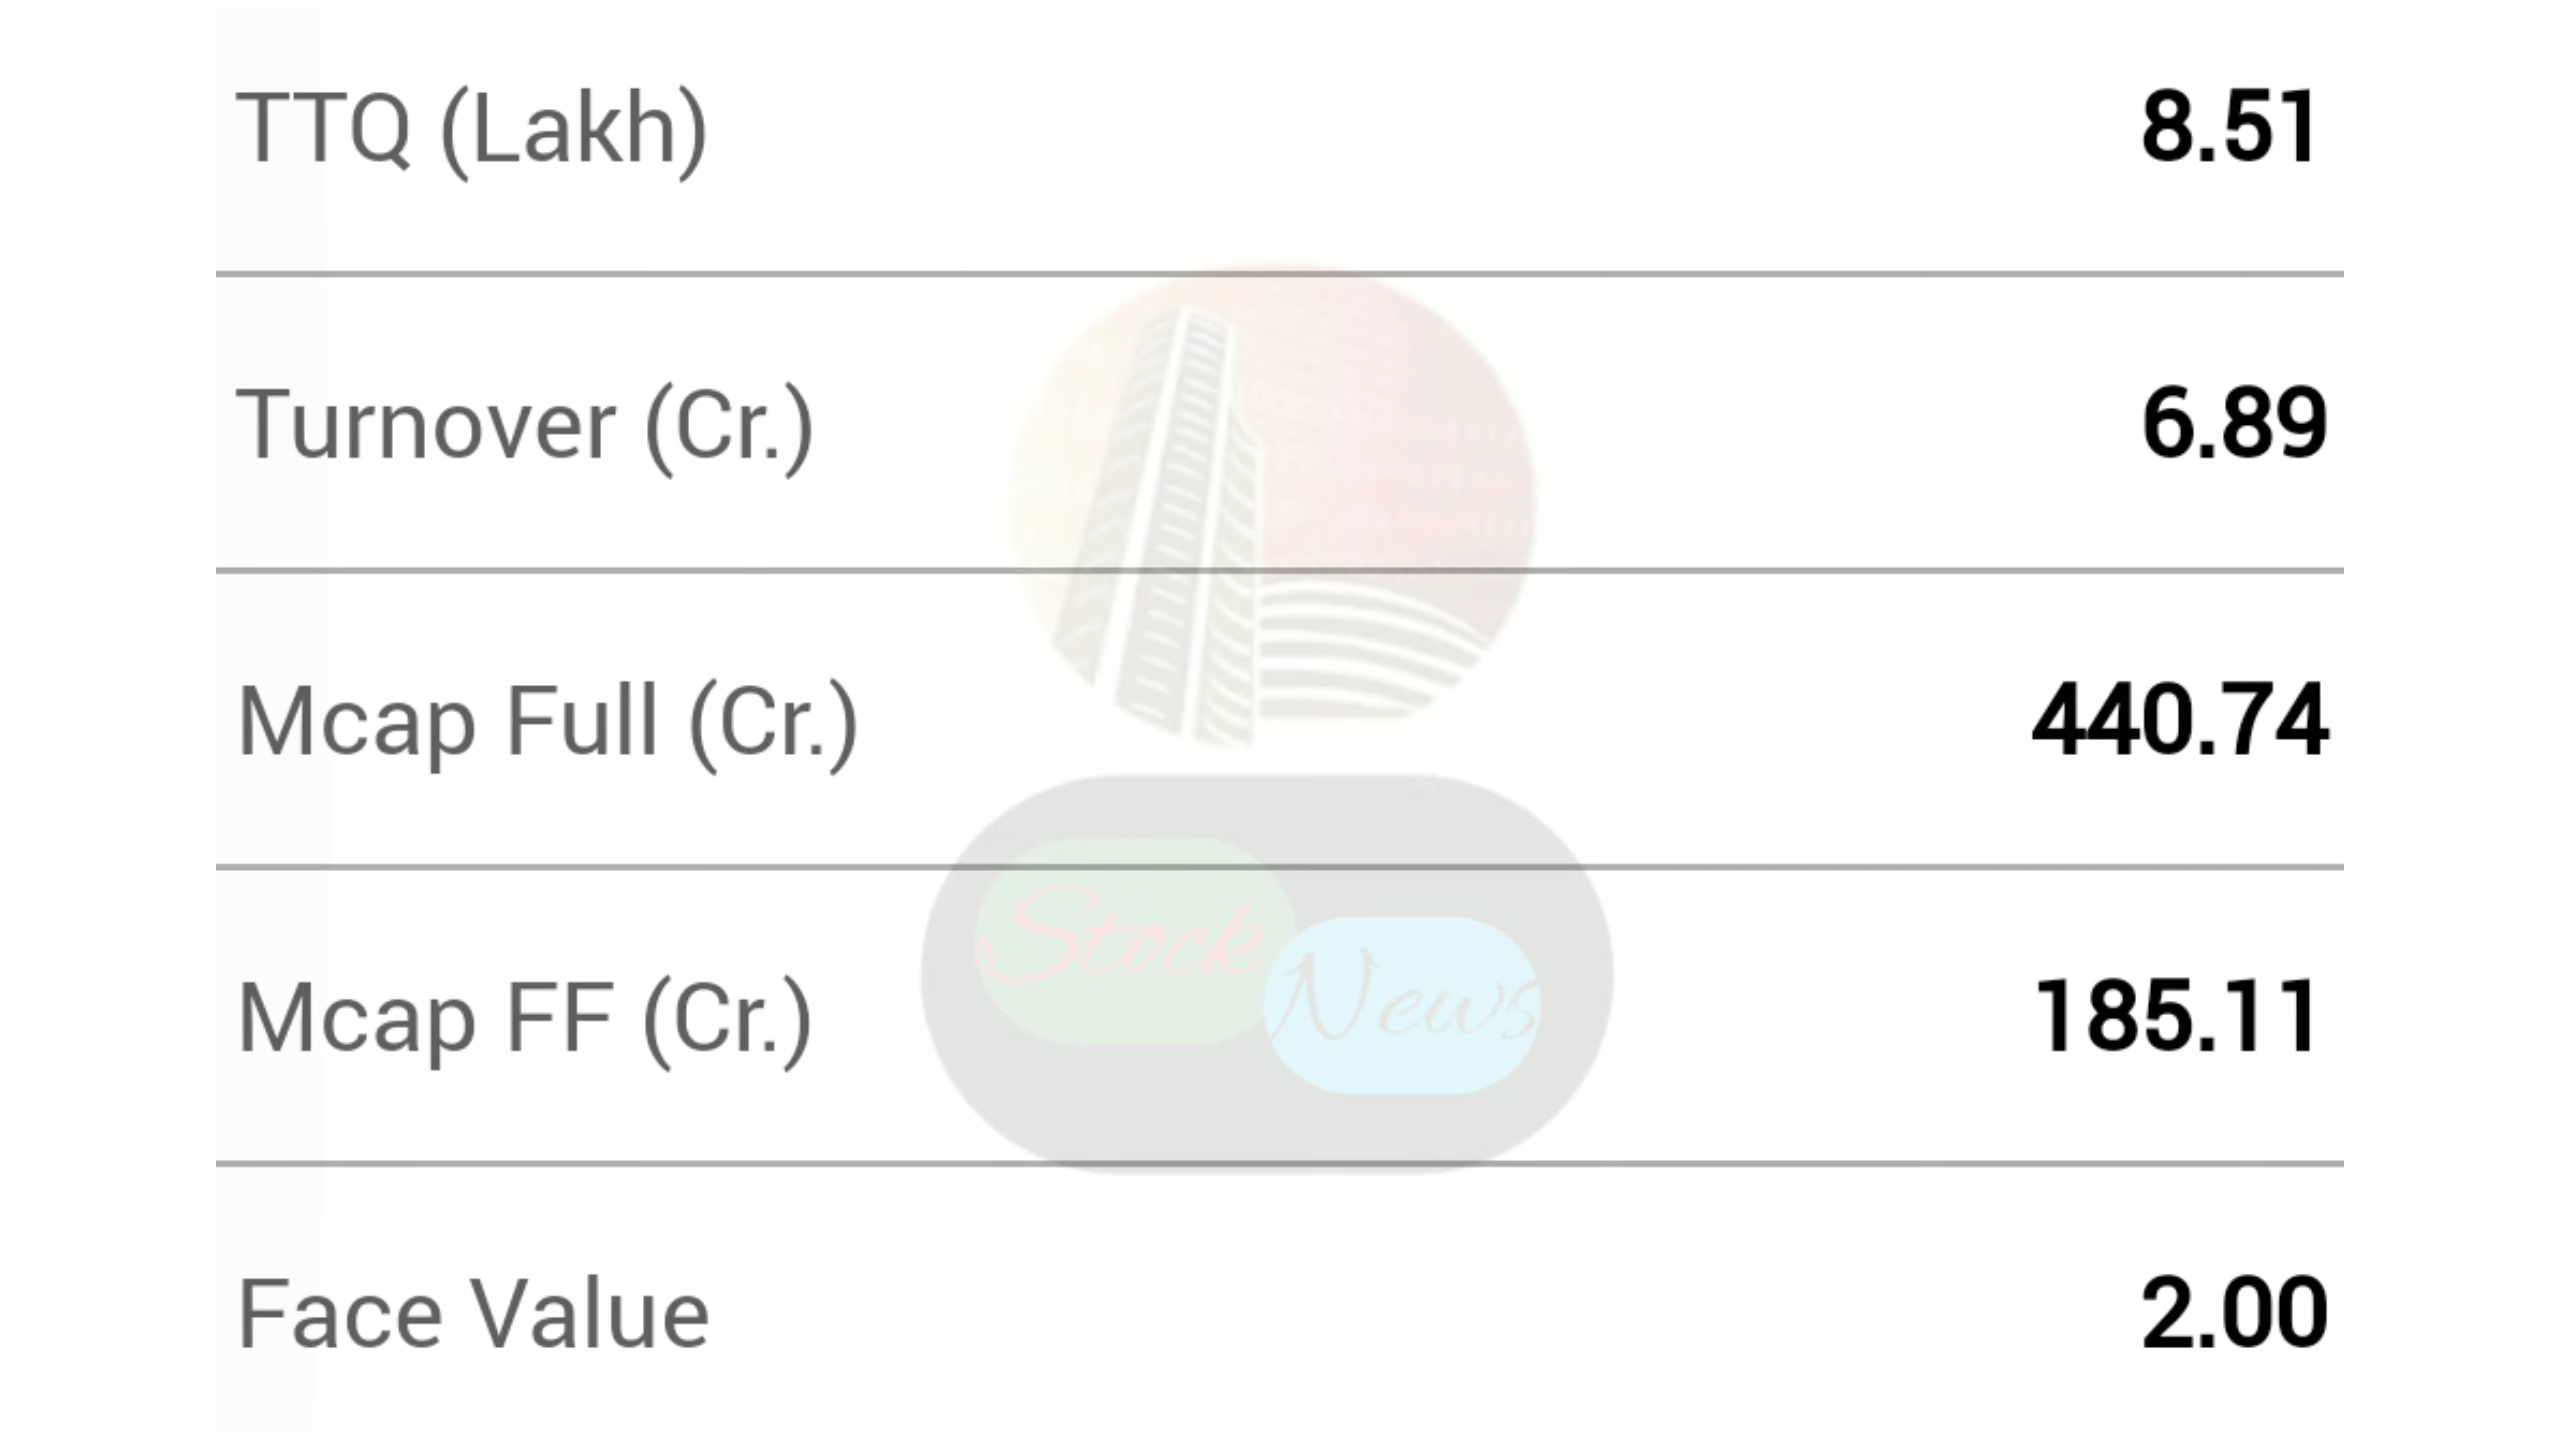 TTQ (Lakh) 8.51
Turnover (Cr.) 6.89
Mcap Full (Cr.) 440.74
Mcap FF (Cr.) 185.11
Stock
News
Face Value 2.00